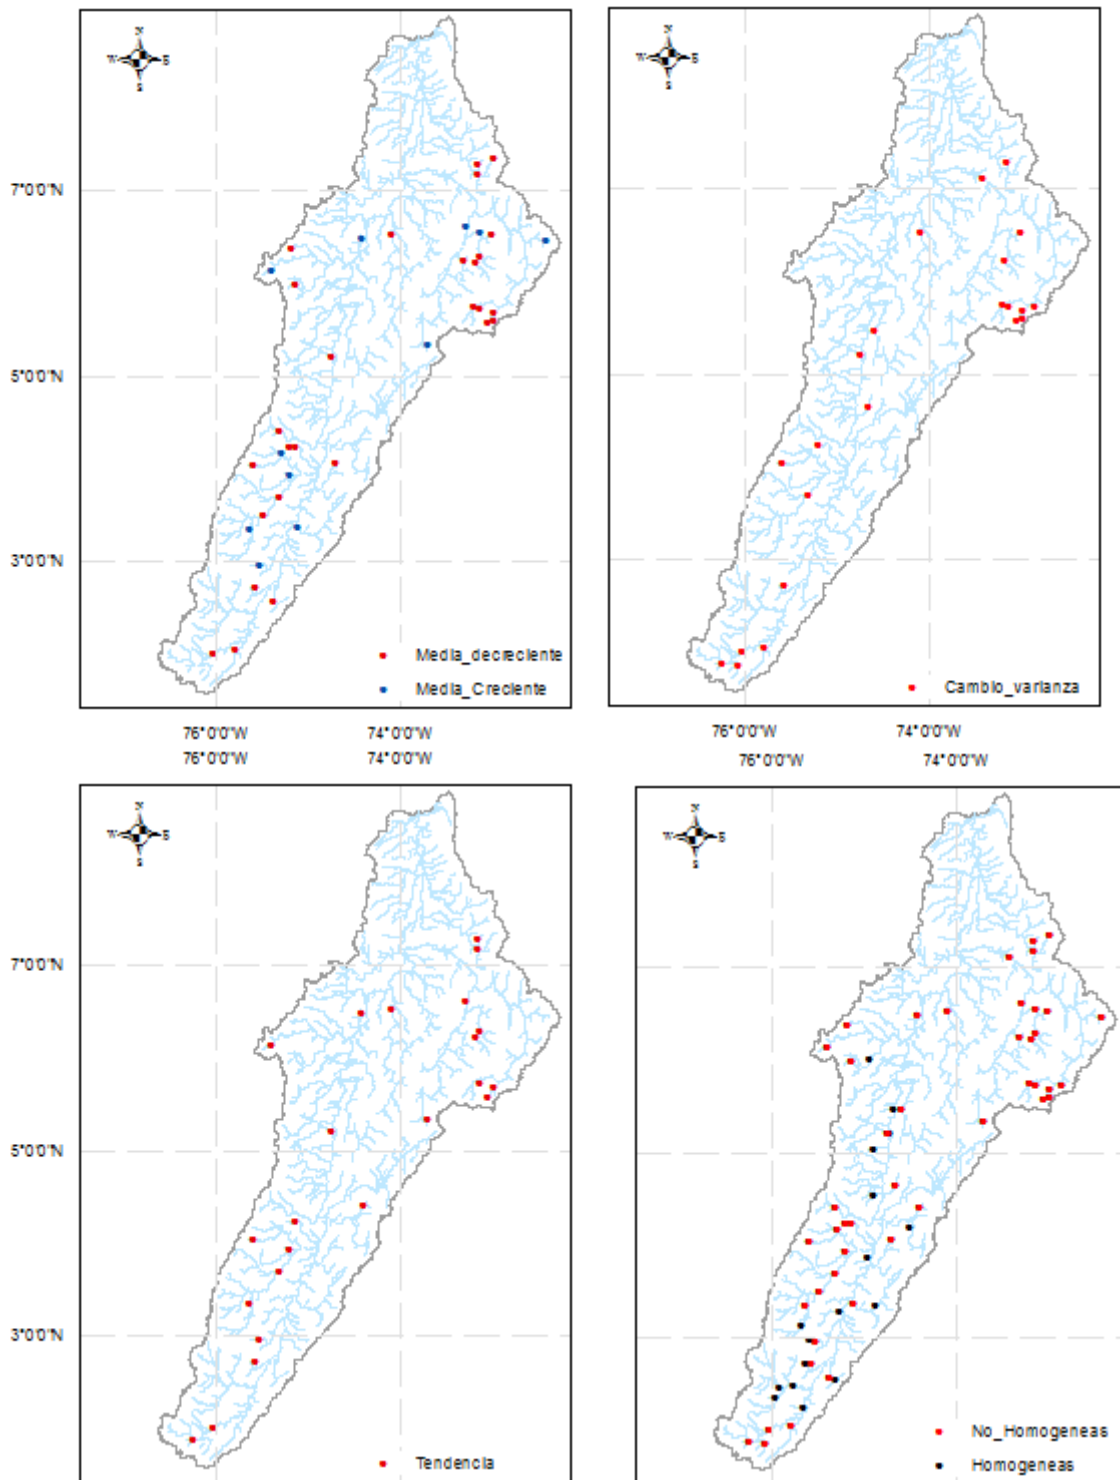 N
W
S
S
7°0'0"N
5°0'0"N
3°0'0"N
Media_decreciente
Media_Creciente
76°0'0"W
74°0'0"W
76°0'0"W
74°0'0"W
N
W
S
S
Cambio_varianza
76°0'0"W
74°0'0"W
76°0'0"W
74°0'0"W
N
W
S
S
7°0'0"N
5°0'0"N
3°0'0"N
Tendencia
N
W
S
S
No_Homogeneas
Homogeneas